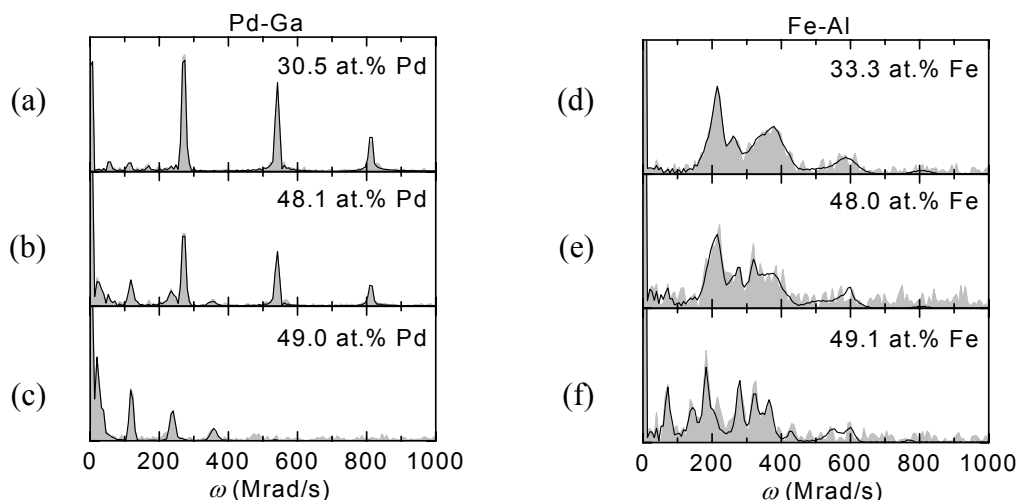 Pd-Ga
(a)
30.5 at.% Pd
(b)
48.1 at.% Pd
(c)
49.0 at.% Pd
0 200 400 600 800 1000
ω (Mrad/s)
Fe-Al
(d)
33.3 at.% Fe
(e)
48.0 at.% Fe
(f)
49.1 at.% Fe
0 200 400 600 800 1000
ω (Mrad/s)